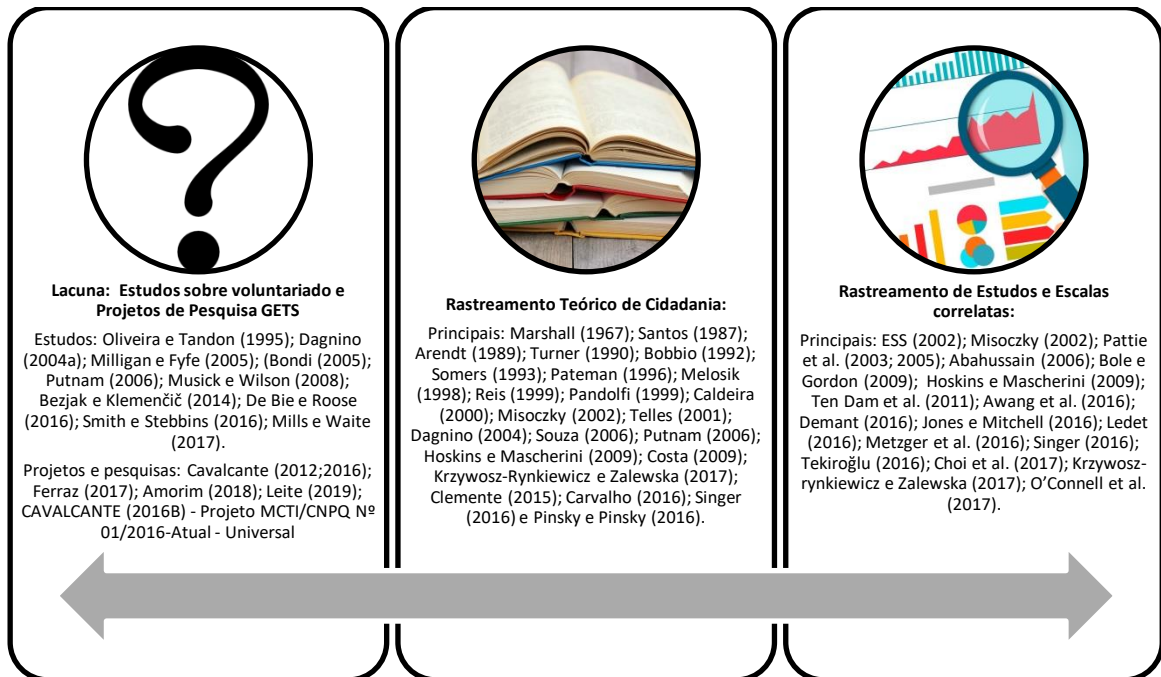 Lacuna: Estudos sobre voluntariado e
Projetos de Pesquisa GETS
Estudos: Oliveira e Tandon (1995); Dagnino
(2004a); Milligan e Fyfe (2005); (Bondi (2005);
Putnam (2006); Musick e Wilson (2008);
Bezjak e Klemenčič (2014); De Bie e Roose
(2016); Smith e Stebbins (2016); Mills e Waite
(2017).
Projetos e pesquisas: Cavalcante (2012;2016);
Ferraz (2017); Amorim (2018); Leite (2019);
CAVALCANTE (2016B) - Projeto MCTI/CNPQ Nº
01/2016-Atual - Universal
Rastreamento Teórico de Cidadania:
Principais: Marshall (1967); Santos (1987);
Arendt (1989); Turner (1990); Bobbio (1992);
Somers (1993); Pateman (1996); Melosik
(1998); Reis (1999); Pandolfi (1999); Caldeira
(2000); Misoczky (2002); Telles (2001);
Dagnino (2004); Souza (2006); Putnam (2006);
Hoskins e Mascherini (2009); Costa (2009);
Krzywosz-Rynkiewicz e Zalewska (2017);
Clemente (2015); Carvalho (2016); Singer
(2016) e Pinsky e Pinsky (2016).
Rastreamento de Estudos e Escalas
correlatas:
Principais: ESS (2002); Misoczky (2002); Pattie
et al. (2003; 2005); Abahussain (2006); Bole e
Gordon (2009); Hoskins e Mascherini (2009);
Ten Dam et al. (2011); Awang et al. (2016);
Demant (2016); Jones e Mitchell (2016); Ledet
(2016); Metzger et al. (2016); Singer (2016);
Tekiroğlu (2016); Choi et al. (2017); Krzywosz-
rynkiewicz e Zalewska (2017); O’Connell et al.
(2017).